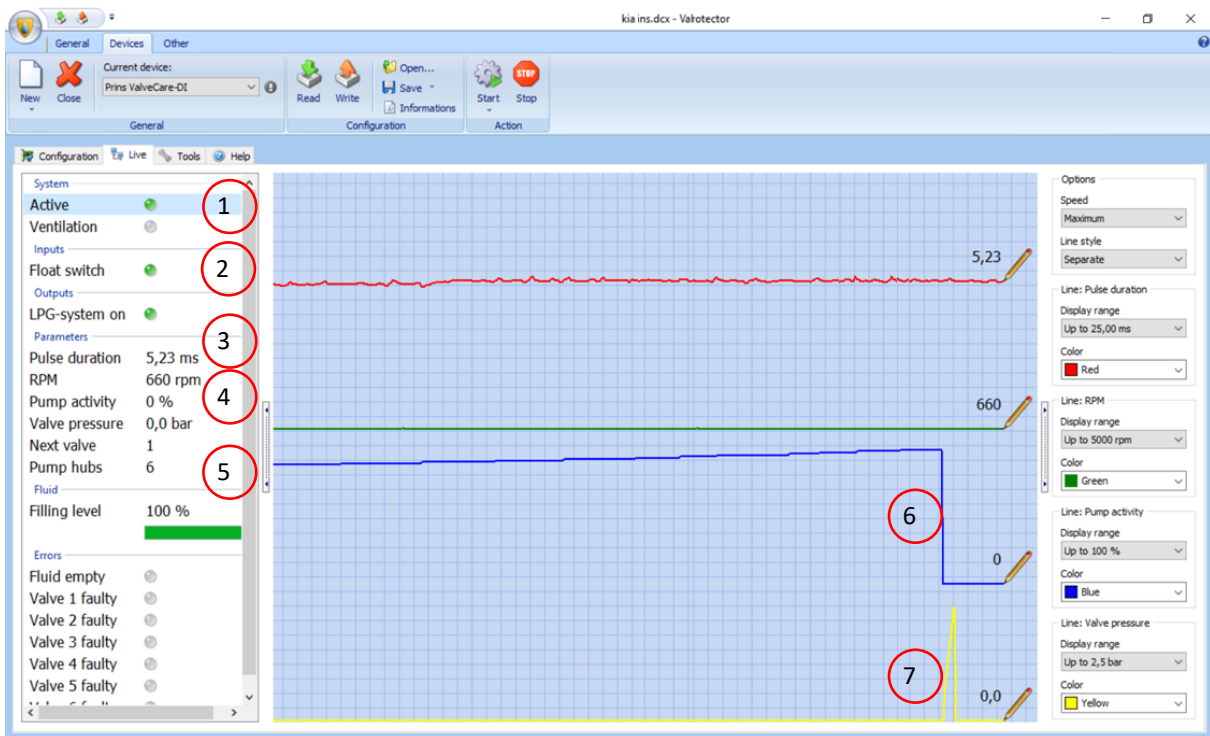 kia ins.dcx - Valrotector
General Devices Other
New
Close
Current device:
Prins ValveCare-DI
General
Read
Write
Open...
Save
Informations
Configuration
Start
STOP
Stop
Action
Configuration Live Tools Help
System
Active
1
Ventilation
Inputs
Float switch
2
Outputs
LPG-system on
Parameters
3
Pulse duration 5,23 ms
RPM 660 rpm
Pump activity 0 %
4
Valve pressure 0,0 bar
Next valve 1
Pump hubs 6
5
Fluid
Filling level 100 %
Errors
Fluid empty
Valve 1 faulty
Valve 2 faulty
Valve 3 faulty
Valve 4 faulty
Valve 5 faulty
5,23
660
6
0
7
0,0
Options
Speed
Maximum
Line style
Separate
Line: Pulse duration
Display range
Up to 25,00 ms
Color
Red
Line: RPM
Display range
Up to 5000 rpm
Color
Green
Line: Pump activity
Display range
Up to 100 %
Color
Blue
Line: Valve pressure
Display range
Up to 2,5 bar
Color
Yellow